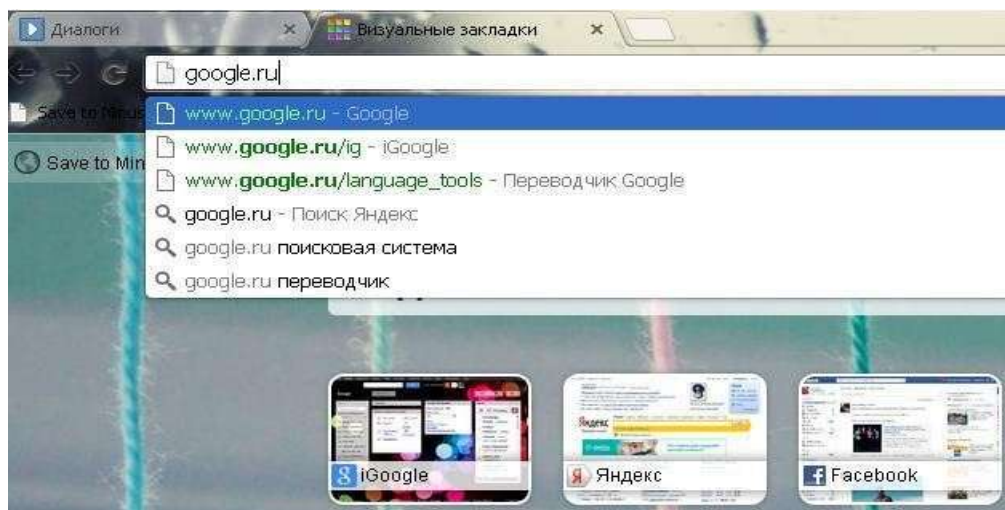 Диалоги
Визуальные закладки
google.ru
Save to
www.google.ru - Google
Save to Min
www.google.ru/ig - iGoogle
www.google.ru/language_tools - Переводчик Google
google.ru - Поиск Яндекс
google.ru поисковая система
google.ru переводчик
iGoogle
Яндекс
Facebook